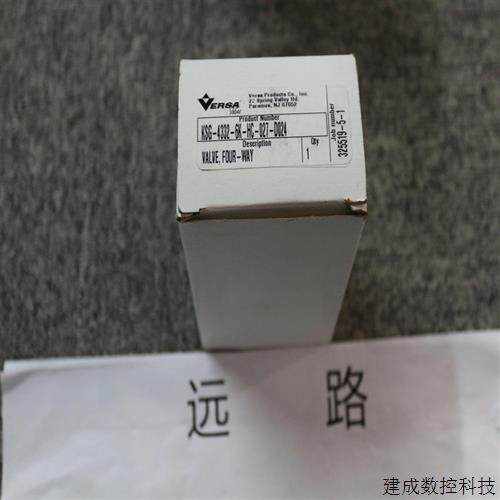 VERSA
Versa Products Co., Inc.
22 Spring Valley Rd.
Paramus, NJ 07652
Product Number
KSG-4332-6K-HC-027-D024
Description
Qty
VALVE, FOUR-WAY
1
Job number
325519-5-1
远 路
建成数控科技